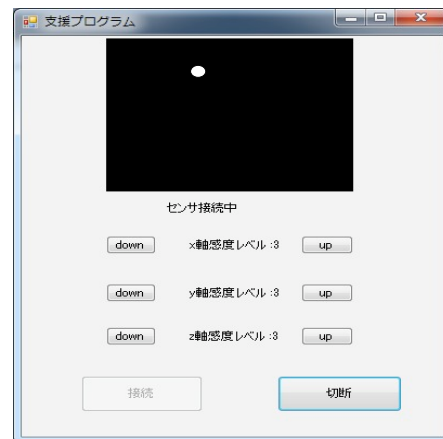 支援プログラム
センサ接続中
down x軸感度レベル :3 up
down y軸感度レベル :3 up
down z軸感度レベル :3 up
接続 切断